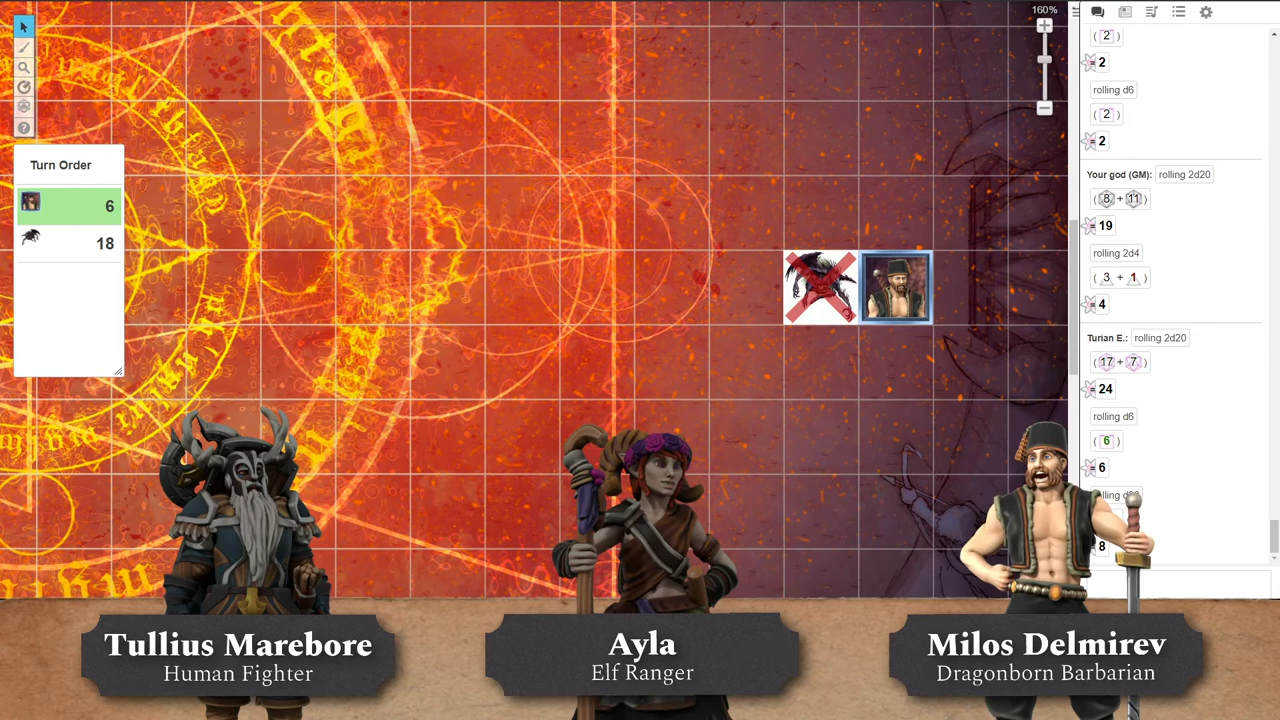 160%
Turn Order
6
18
( 2 )
= 2
rolling d6
( 2 )
= 2
Your god (GM): rolling 2d20
( 8 + 11 )
= 19
rolling 2d4
( 3 + 1 )
= 4
Turian E.: rolling 2d20
( 17 + 7 )
= 24
rolling d6
( 6 )
= 6
8
Tullius Marebore
Human Fighter
Ayla
Elf Ranger
Milos Delmirev
Dragonborn Barbarian